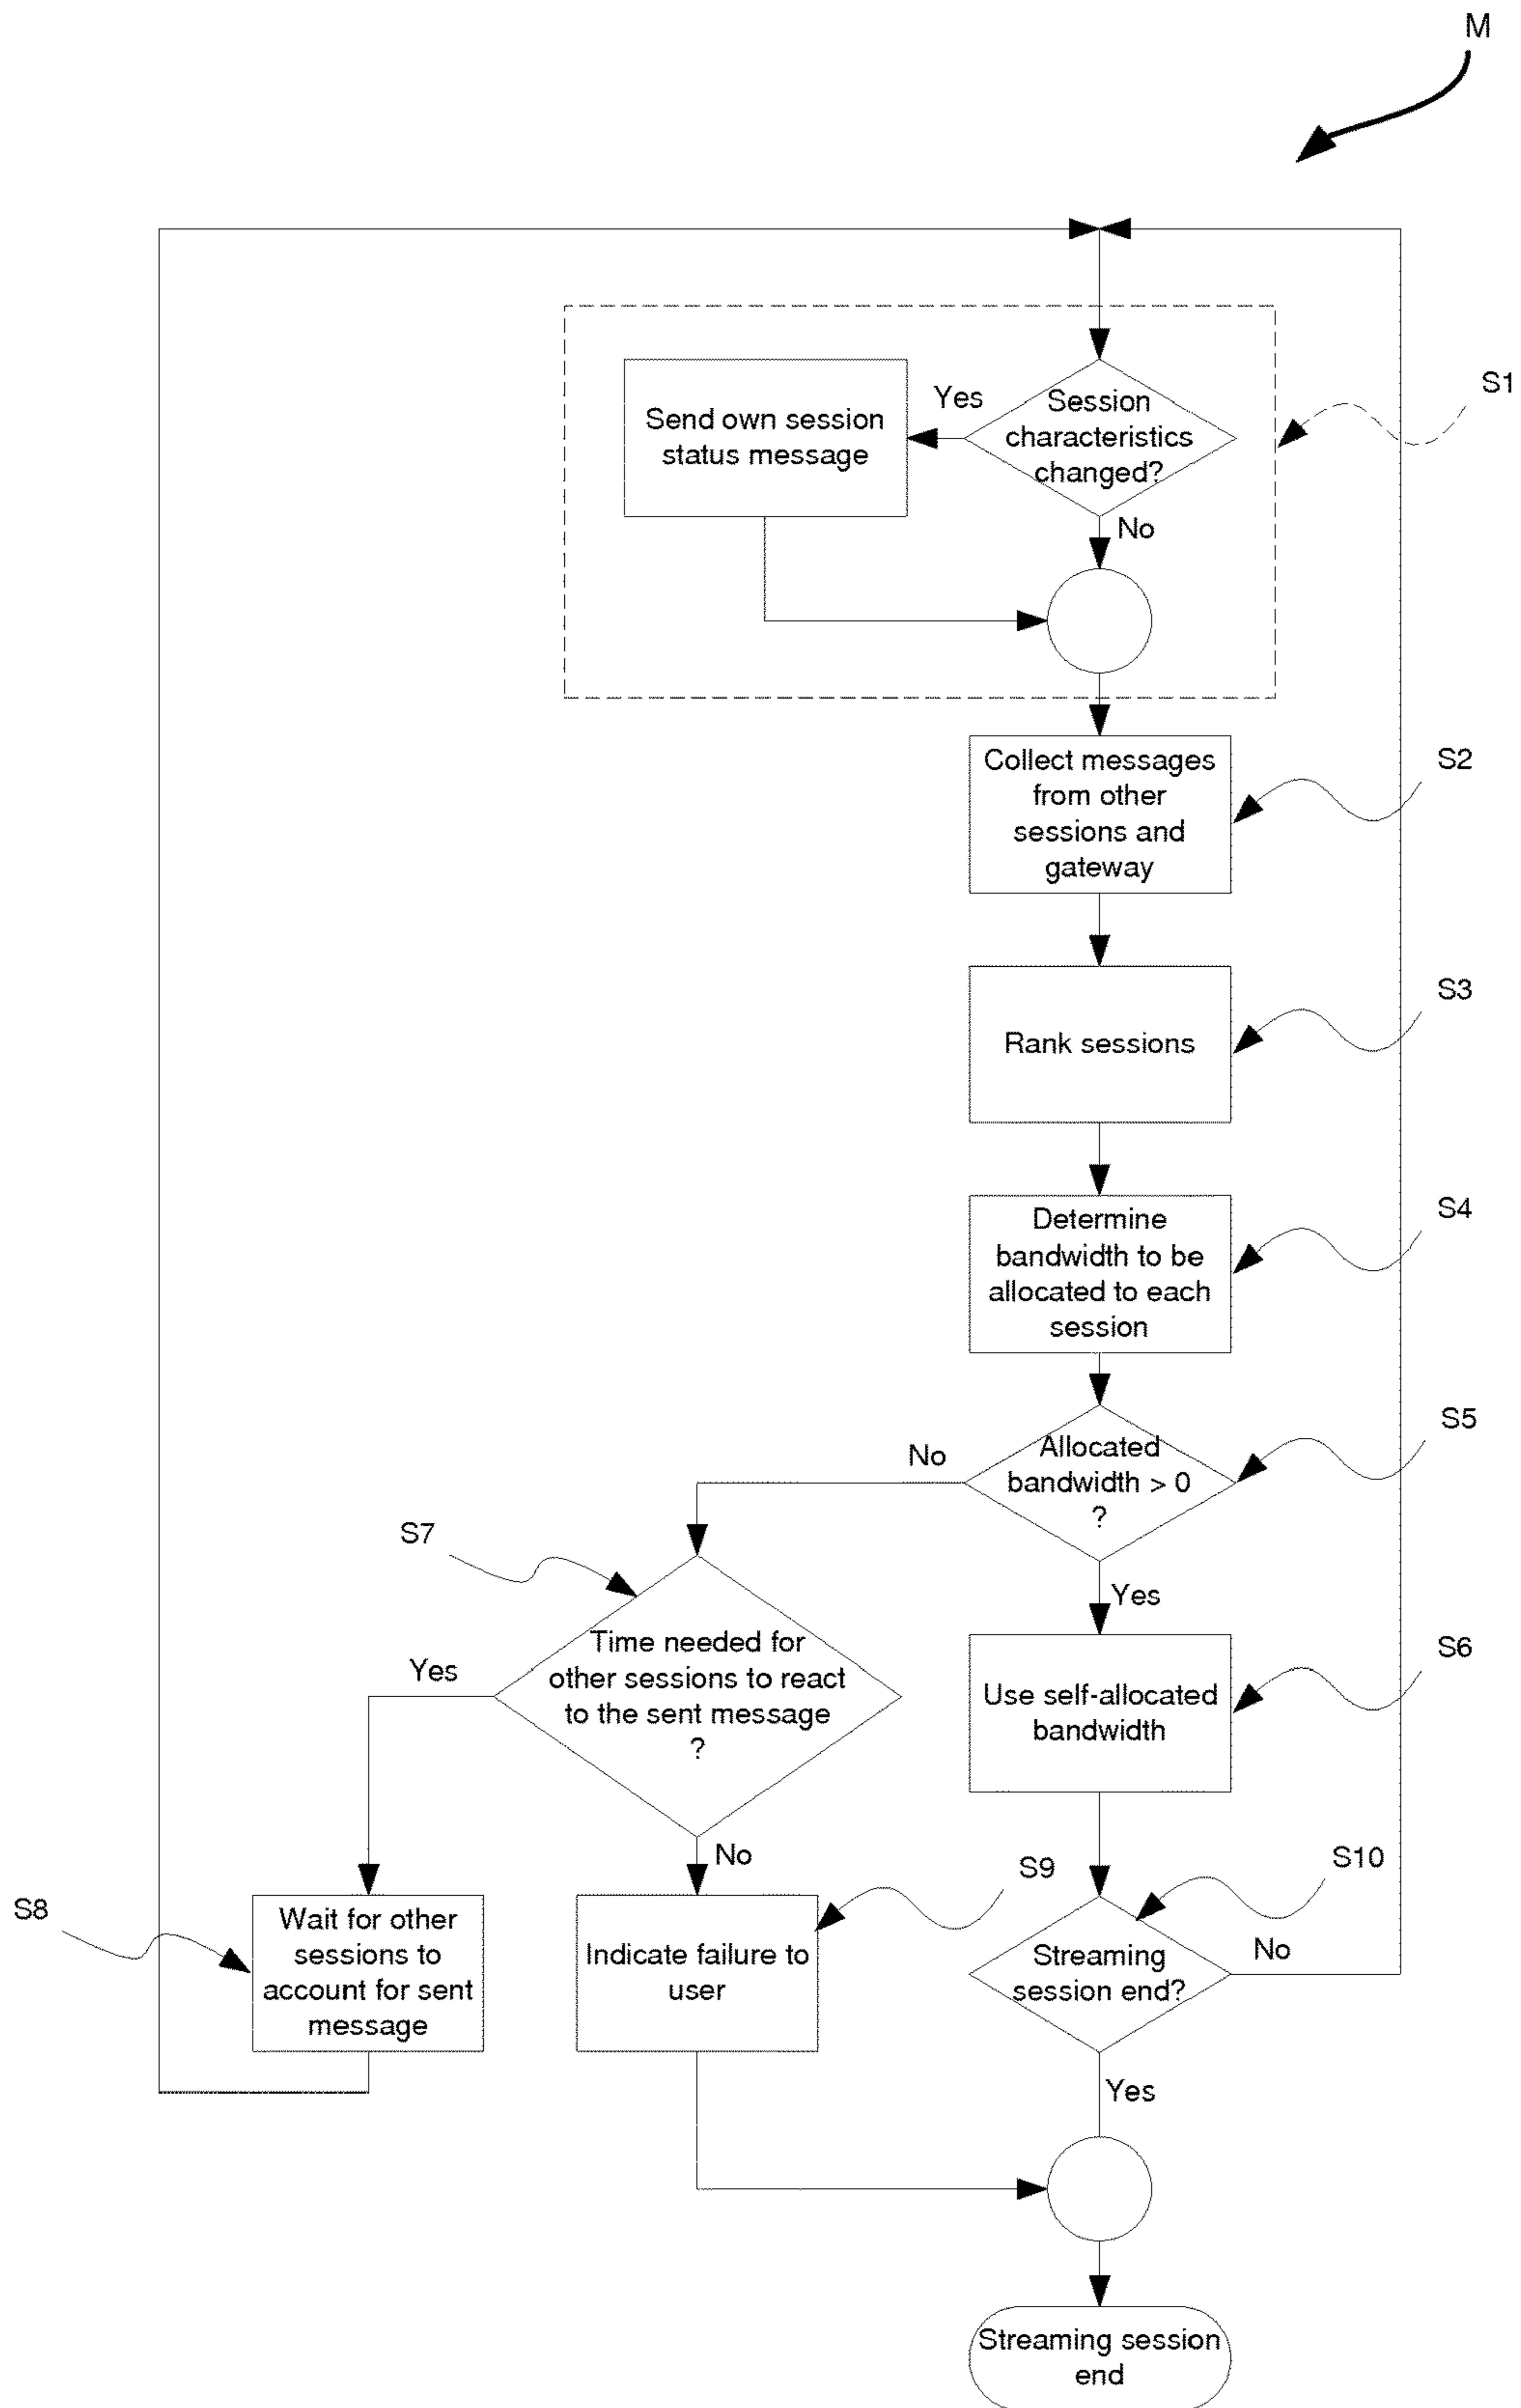 M
S1
Session
characteristics
changed?
Yes
Send own session
status message
No
Collect messages
from other
sessions and
gateway
S2
Rank sessions
S3
Determine
bandwidth to be
allocated to each
session
S4
Allocated
bandwidth > 0
?
S5
No
Yes
S7
Time needed for
other sessions to react
to the sent message
?
Yes
No
Use self-allocated
bandwidth
S6
S8
Wait for other
sessions to
account for sent
message
Indicate failure to
user
S9
Streaming
session end?
S10
No
Yes
Streaming session
end